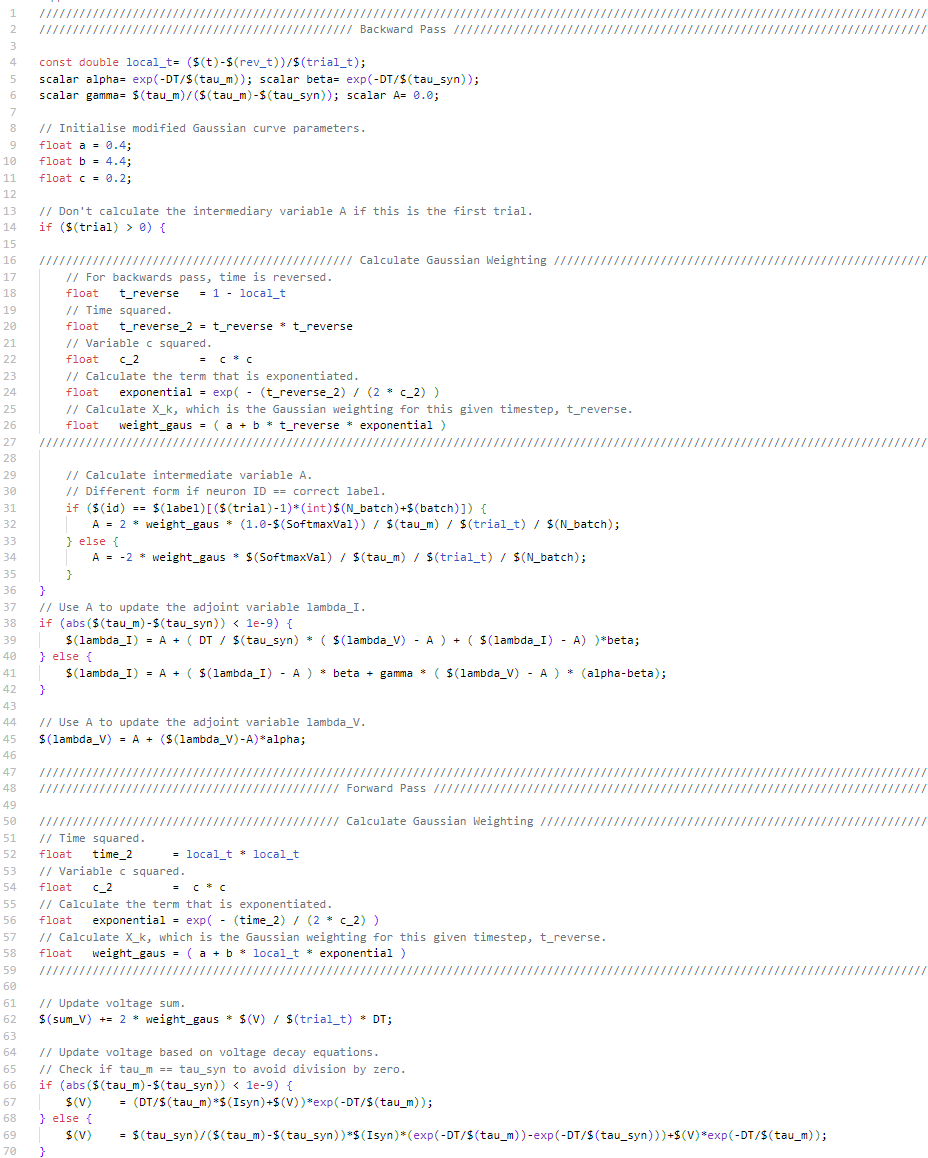 1 //////////////////////////////////////////////////////////////////////////////////////////////////////////////////////////////////////
2 /////////////////////////////////////////////// Backward Pass ///////////////////////////////////////////////////////////////////////
3
4 const double local_t= ($(t)-$(rev_t))/$(trial_t);
5 scalar alpha= exp(-DT/$(tau_m)); scalar beta= exp(-DT/$(tau_syn));
6 scalar gamma= $(tau_m)/($(tau_m)-$(tau_syn)); scalar A= 0.0;
7
8 // Initialise modified Gaussian curve parameters.
9 float a = 0.4;
10 float b = 4.4;
11 float c = 0.2;
12
13 // Don't calculate the intermediary variable A if this is the first trial.
14 if ($(trial) > 0) {
15
16 /////////////////////////////////////////////// Calculate Gaussian Weighting ////////////////////////////////////////////////////////
17     // For backwards pass, time is reversed.
18     float   t_reverse   = 1 - local_t
19     // Time squared.
20     float   t_reverse_2 = t_reverse * t_reverse
21     // Variable c squared.
22     float   c_2         =  c * c
23     // Calculate the term that is exponentiated.
24     float   exponential = exp( - (t_reverse_2) / (2 * c_2) )
25     // Calculate X_k, which is the Gaussian weighting for this given timestep, t_reverse.
26     float   weight_gaus = ( a + b * t_reverse * exponential )
27 //////////////////////////////////////////////////////////////////////////////////////////////////////////////////////////////////////
28
29     // Calculate intermediate variable A.
30     // Different form if neuron ID == correct label.
31     if ($(id) == $(label)[($(trial)-1)*(int)$(N_batch)+$(batch)]) {
32         A = 2 * weight_gaus * (1.0-$(SoftmaxVal)) / $(tau_m) / $(trial_t) / $(N_batch);
33     } else {
34         A = -2 * weight_gaus * $(SoftmaxVal) / $(tau_m) / $(trial_t) / $(N_batch);
35     }
36 }
37 // Use A to update the adjoint variable lambda_I.
38 if (abs($(tau_m)-$(tau_syn)) < 1e-9) {
39     $(lambda_I) = A + ( DT / $(tau_syn) * ( $(lambda_V) - A ) + ( $(lambda_I) - A) )*beta;
40 } else {
41     $(lambda_I) = A + ( $(lambda_I) - A ) * beta + gamma * ( $(lambda_V) - A ) * (alpha-beta);
42 }
43
44 // Use A to update the adjoint variable lambda_V.
45 $(lambda_V) = A + ($(lambda_V)-A)*alpha;
46
47 //////////////////////////////////////////////////////////////////////////////////////////////////////////////////////////////////////
48 ///////////////////////////////////////////// Forward Pass //////////////////////////////////////////////////////////////////////////
49
50 ///////////////////////////////////////////// Calculate Gaussian Weighting //////////////////////////////////////////////////////////
51 // Time squared.
52 float   time_2      = local_t * local_t
53 // Variable c squared.
54 float   c_2         =  c * c
55 // Calculate the term that is exponentiated.
56 float   exponential = exp( - (time_2) / (2 * c_2) )
57 // Calculate X_k, which is the Gaussian weighting for this given timestep, t_reverse.
58 float   weight_gaus = ( a + b * local_t * exponential )
59 //////////////////////////////////////////////////////////////////////////////////////////////////////////////////////////////////////
60
61 // Update voltage sum.
62 $(sum_V) += 2 * weight_gaus * $(V) / $(trial_t) * DT;
63
64 // Update voltage based on voltage decay equations.
65 // Check if tau_m == tau_syn to avoid division by zero.
66 if (abs($(tau_m)-$(tau_syn)) < 1e-9) {
67     $(V)    = (DT/$(tau_m)*$(Isyn)+$(V))*exp(-DT/$(tau_m));
68 } else {
69     $(V)    = $(tau_syn)/($(tau_m)-$(tau_syn))*$(Isyn)*(exp(-DT/$(tau_m))-exp(-DT/$(tau_syn)))+$(V)*exp(-DT/$(tau_m));
70 }